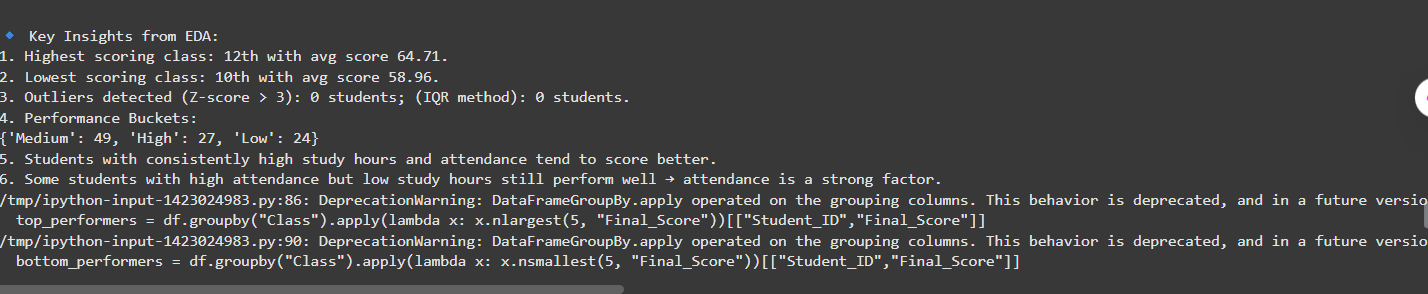 🔹 Key Insights from EDA:
1. Highest scoring class: 12th with avg score 64.71.
2. Lowest scoring class: 10th with avg score 58.96.
3. Outliers detected (Z-score > 3): 0 students; (IQR method): 0 students.
4. Performance Buckets:
{'Medium': 49, 'High': 27, 'Low': 24}
5. Students with consistently high study hours and attendance tend to score better.
6. Some students with high attendance but low study hours still perform well → attendance is a strong factor.
/tmp/ipython-input-1423024983.py:86: DeprecationWarning: DataFrameGroupBy.apply operated on the grouping columns. This behavior is deprecated, and in a future versio
top_performers = df.groupby("Class").apply(lambda x: x.nlargest(5, "Final_Score"))[["Student_ID","Final_Score"]]
/tmp/ipython-input-1423024983.py:90: DeprecationWarning: DataFrameGroupBy.apply operated on the grouping columns. This behavior is deprecated, and in a future versio
bottom_performers = df.groupby("Class").apply(lambda x: x.nsmallest(5, "Final_Score"))[["Student_ID","Final_Score"]]